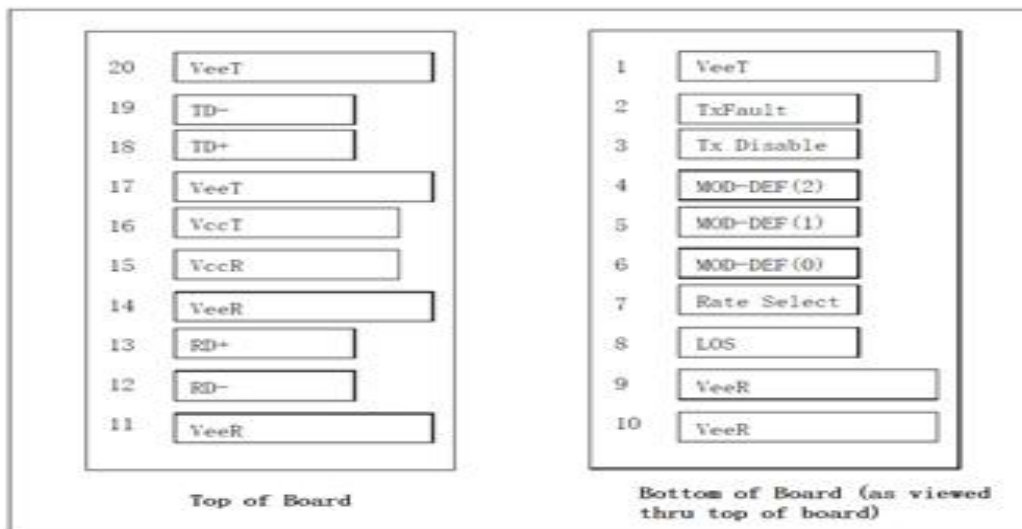 20 VeeT
19 TD-
18 TD+
17 VeeT
16 VccT
15 VccR
14 VeeR
13 RD+
12 RD-
11 VeeR
Top of Board
1 VeeT
2 TxFault
3 Tx Disable
4 MOD-DEF(2)
5 MOD-DEF(1)
6 MOD-DEF(0)
7 Rate Select
8 LOS
9 VeeR
10 VeeR
Bottom of Board (as viewed
thru top of board)